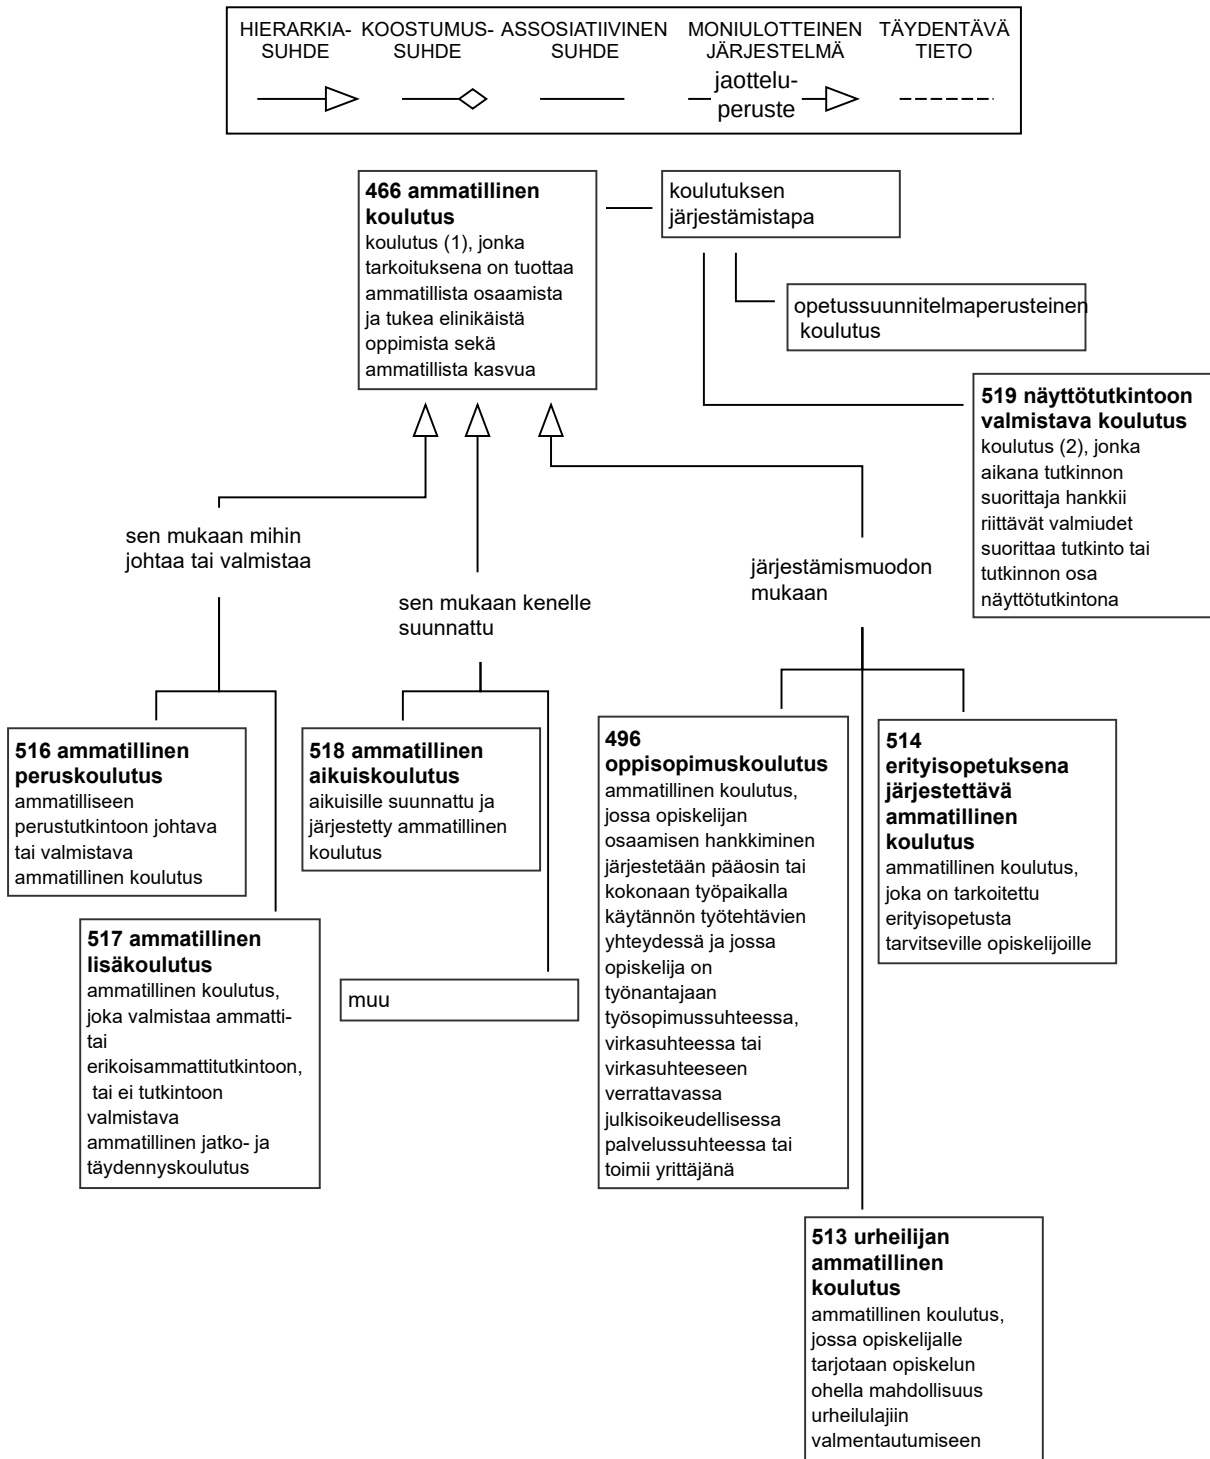 HIERARKIA-
SUHDE
KOOSTUMUS-
SUHDE
ASSOSIATIIVINEN
SUHDE
MONIULOTTEINEN
JÄRJESTELMÄ
jaottelu-
peruste
TÄYDENTÄVÄ
TIETO
466 ammatillinen
koulutus
koulutus (1), jonka
tarkoituksena on tuottaa
ammatillista osaamista
ja tukea elinikäistä
oppimista sekä
ammatillista kasvua
koulutuksen
järjestämistapa
opetussuunnitelmaperusteinen
koulutus
519 näyttötutkintoon
valmistava koulutus
koulutus (2), jonka
aikana tutkinnon
suorittaja hankkii
riittävät valmiudet
suorittaa tutkinto tai
tutkinnon osa
näyttötutkintona
sen mukaan mihin
johtaa tai valmistaa
sen mukaan kenelle
suunnattu
järjestämismuodon
mukaan
516 ammatillinen
peruskoulutus
ammatilliseen
perustutkintoon johtava
tai valmistava
ammatillinen koulutus
517 ammatillinen
lisäkoulutus
ammatillinen koulutus,
joka valmistaa ammatti-
tai
erikoisammattitutkintoon,
tai ei tutkintoon
valmistava
ammatillinen jatko- ja
täydennyskoulutus
518 ammatillinen
aikuiskoulutus
aikuisille suunnattu ja
järjestetty ammatillinen
koulutus
muu
496
oppisopimuskoulutus
ammatillinen koulutus,
jossa opiskelijan
osaamisen hankkiminen
järjestetään pääosin tai
kokonaan työpaikalla
käytännön työtehtävien
yhteydessä ja jossa
opiskelija on
työnantajaan
työsopimussuhteessa,
virkasuhteessa tai
virkasuhteeseen
verrattavassa
julkisoikeudellisessa
palvelussuhteessa tai
toimii yrittäjänä
514
erityisopetuksena
järjestettävä
ammatillinen
koulutus
ammatillinen koulutus,
joka on tarkoitettu
erityisopetusta
tarvitseville opiskelijoille
513 urheilijan
ammatillinen
koulutus
ammatillinen koulutus,
jossa opiskelijalle
tarjotaan opiskelun
ohella mahdollisuus
urheilulajiin
valmentautumiseen